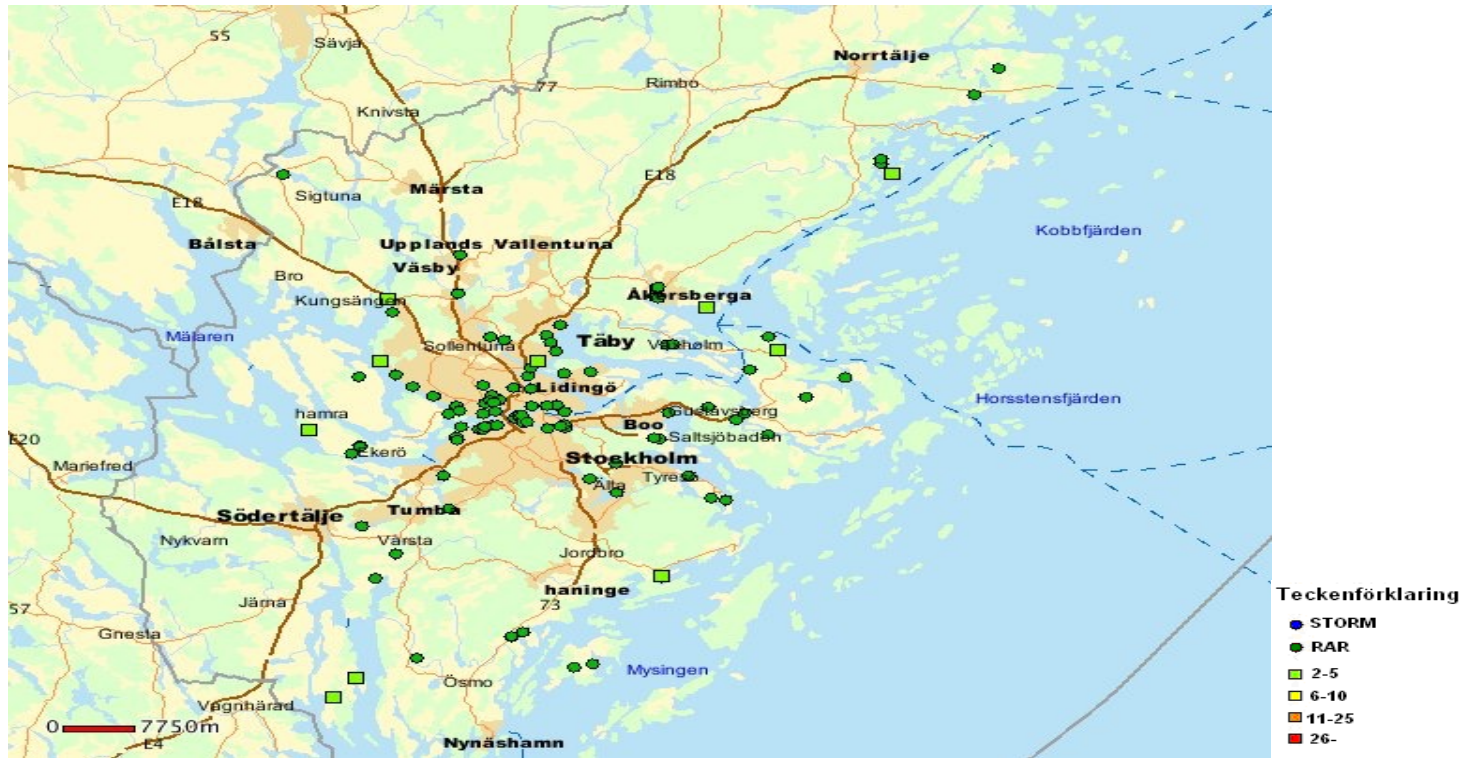 55
Sävja
Norrtälje
77
Rimbo
Knivsta
E18
Märsta
Sigtuna
E18
Kobbfjärden
Bålsta
Upplands Vallentuna
Väsby
Bro
Kungsängen
Åkersberga
Mälaren
Sollentuna
Täby
Vaxholm
Lidingö
Horsstensfjärden
hamra
Gustavsberg
Boo
E20
Saltsjöbaden
Ekerö
Mariefred
Stockholm
Tyresö
Älta
Södertälje
Tumba
Nykvarn
Vårsta
Jordbro
haninge
73
Järna
57
Gnesta
Mysingen
Ösmo
Vagnhärad
0 7750m
E4
Nynäshamn
Teckenförklaring
STORM
RAR
2-5
6-10
11-25
26-